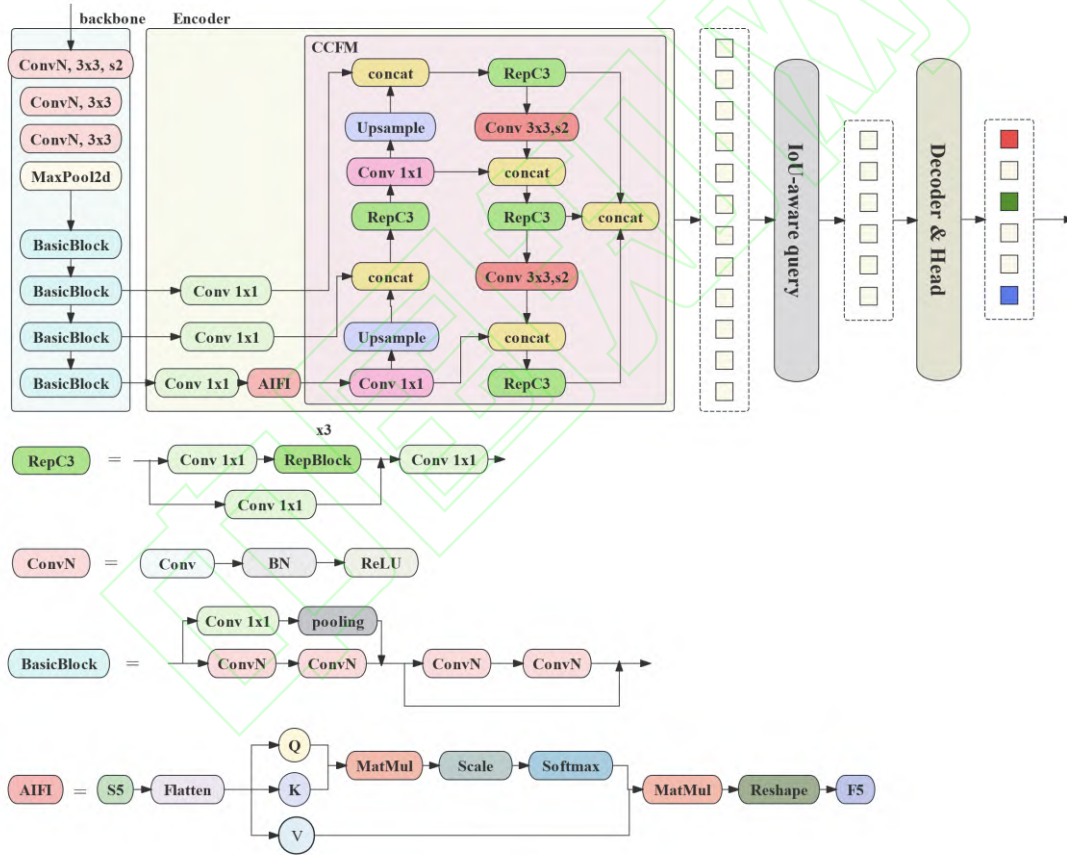 backbone
Encoder
ConvN, 3x3, s2
ConvN, 3x3
ConvN, 3x3
MaxPool2d
BasicBlock
BasicBlock
BasicBlock
BasicBlock
Conv 1x1
Conv 1x1
Conv 1x1
AIFI
CCFM
concat
Upsample
Conv 1x1
RepC3
concat
Upsample
Conv 1x1
RepC3
Conv 3x3,s2
concat
RepC3
Conv 3x3,s2
concat
RepC3
concat
IoU-aware query
Decoder & Head
x3
RepC3 = Conv 1x1 RepBlock Conv 1x1
Conv 1x1
ConvN = Conv BN ReLU
Conv 1x1 pooling
BasicBlock = ConvN ConvN ConvN ConvN
Q
K
V
AIFI = S5 Flatten MatMul Scale Softmax MatMul Reshape F5